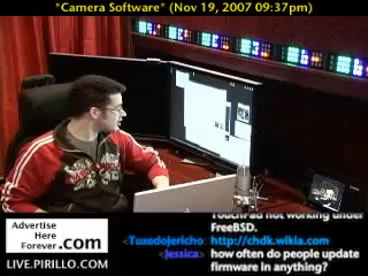 *Camera Software* (Nov 19, 2007 09:37pm)
Advertise
Here
Forever.com
LIVE.PIRILLO.COM
TouchPad not working under
FreeBSD.
<TuxedoJericho> http://chdk.wikia.com
<Jessica> how often do people update
firmware in anything?